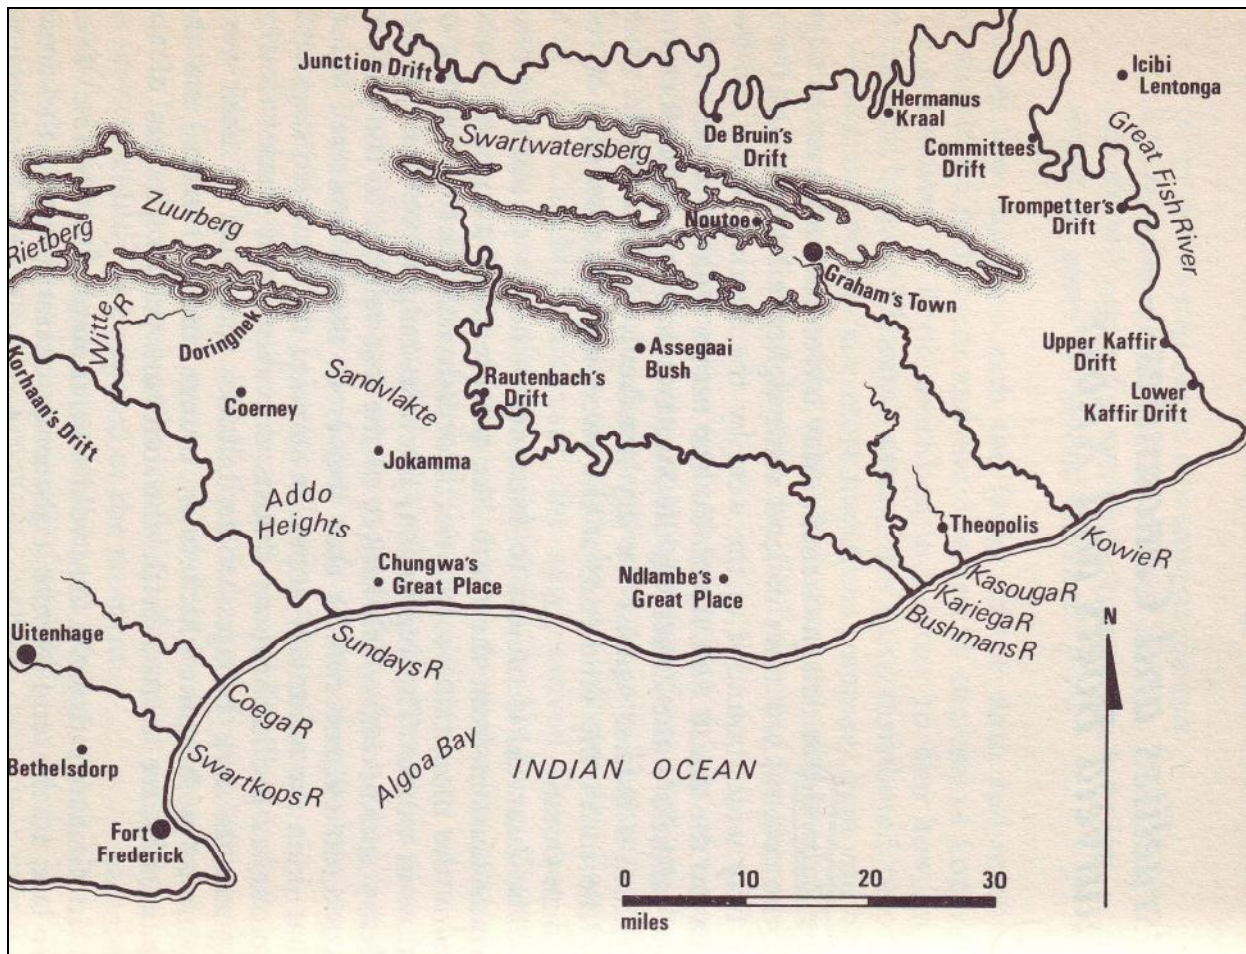 Junction Drift
Icibi
Lentonga
Hermanus
Kraal
De Bruin's
Drift
Swartwatersberg
Committees
Drift
Great Fish River
Zuurberg
Noutoe
Trompetter's
Drift
Rietberg
Graham's Town
Witte R
Doringnek
Assegaai
Bush
Upper Kaffir
Drift
Korhaan's Drift
Sandvlakte
Rautenbach's
Drift
Coerney
Lower
Kaffir Drift
Jokamma
Addo
Heights
Theopolis
Kowie R
Chungwa's
Great Place
Ndlambe's
Great Place
Kasouga R
Kariega R
Bushmans R
N
Uitenhage
Sundays R
Coega R
Bethelsdorp
Swartkops R
Algoa Bay
INDIAN OCEAN
Fort
Frederick
0 10 20 30
miles